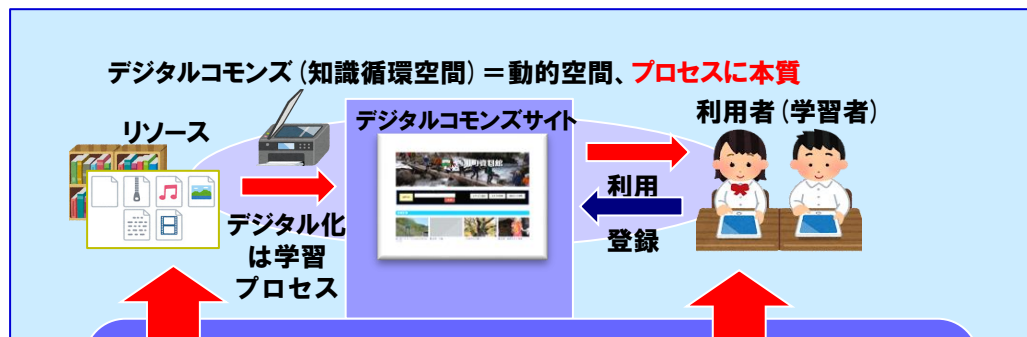 デジタルコモンズ(知識循環空間)=動的空間、プロセスに本質
リソース
デジタルコモンズサイト
利用者(学習者)
デジタル化
は学習
プロセス
利用
登録